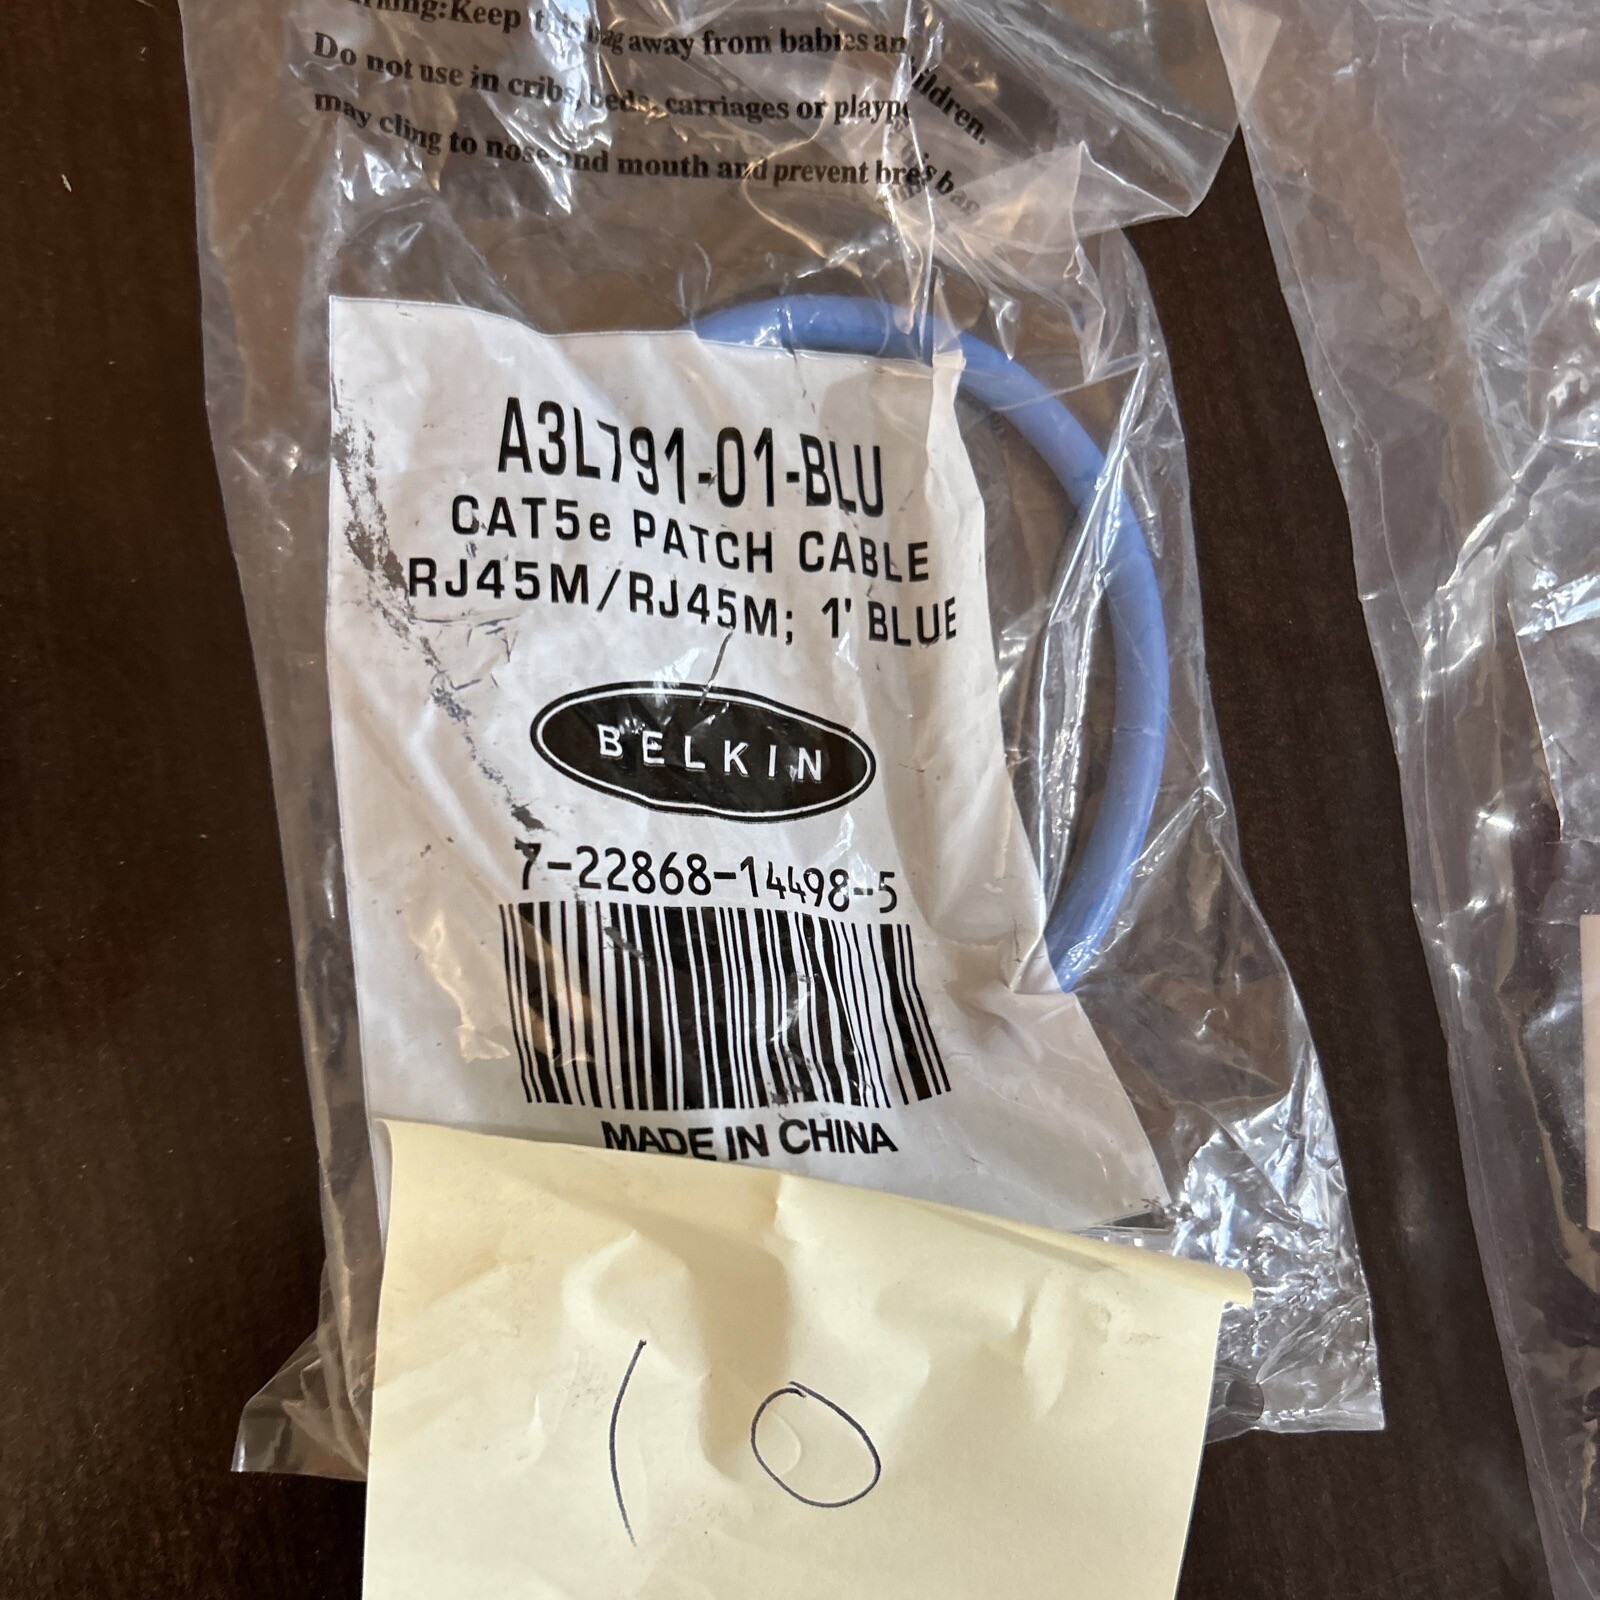 Warning:Keep this bag away from babies and children.
Do not use in cribs, beds, carriages or
may cling to nose and mouth and prevent
A3L791-01-BLU
CAT5e PATCH CABLE
RJ45M/RJ45M; 1' BLUE
BELKIN
7-22868-14498-5
MADE IN CHINA
10